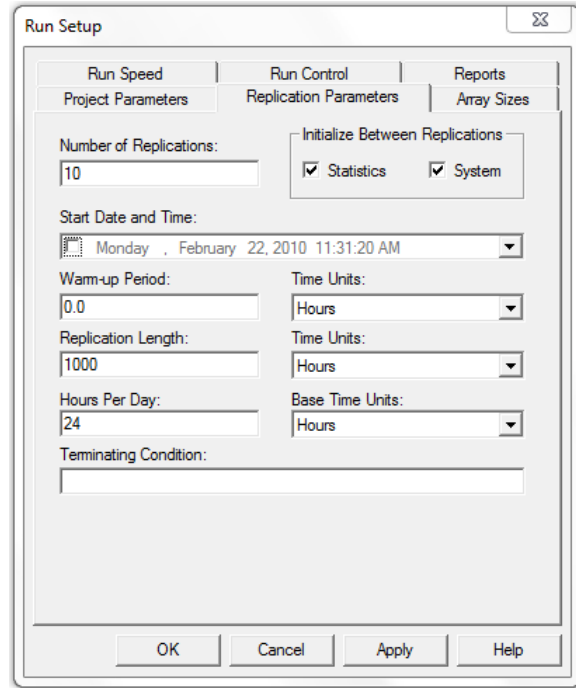 Run Setup
Run Speed Run Control Reports
Project Parameters Replication Parameters Array Sizes
Number of Replications:
10
Initialize Between Replications
Statistics System
Start Date and Time:
Monday , February 22, 2010 11:31:20 AM
Warm-up Period: Time Units:
0.0 Hours
Replication Length: Time Units:
1000 Hours
Hours Per Day: Base Time Units:
24 Hours
Terminating Condition:
OK Cancel Apply Help